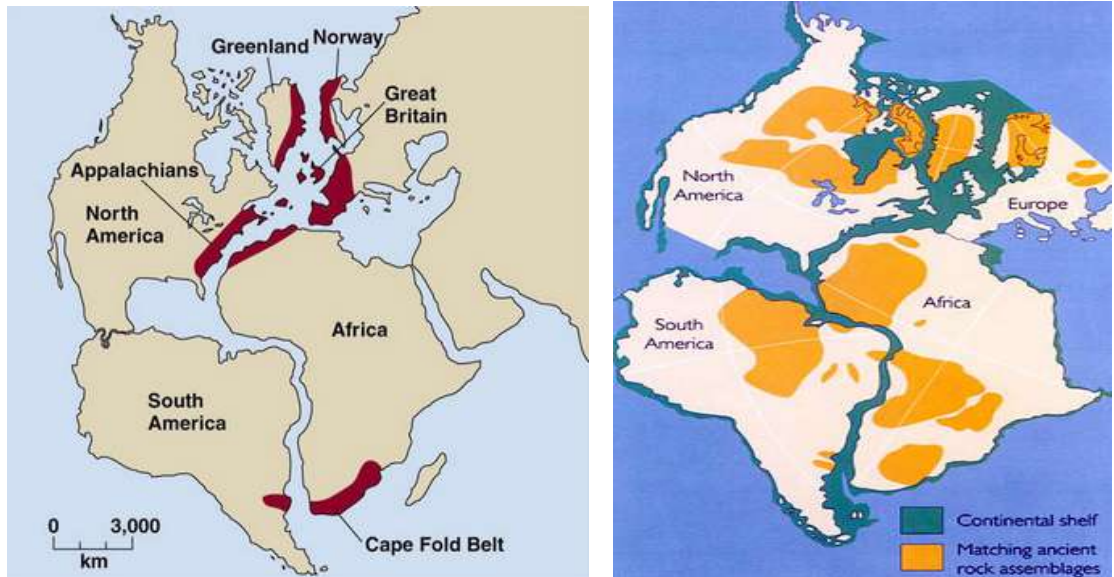 Greenland
Norway
Great
Britain
Appalachians
North
America
Africa
South
America
0 3,000
km
Cape Fold Belt
North
America
Europe
Africa
South
America
Continental shelf
Matching ancient
rock assemblages